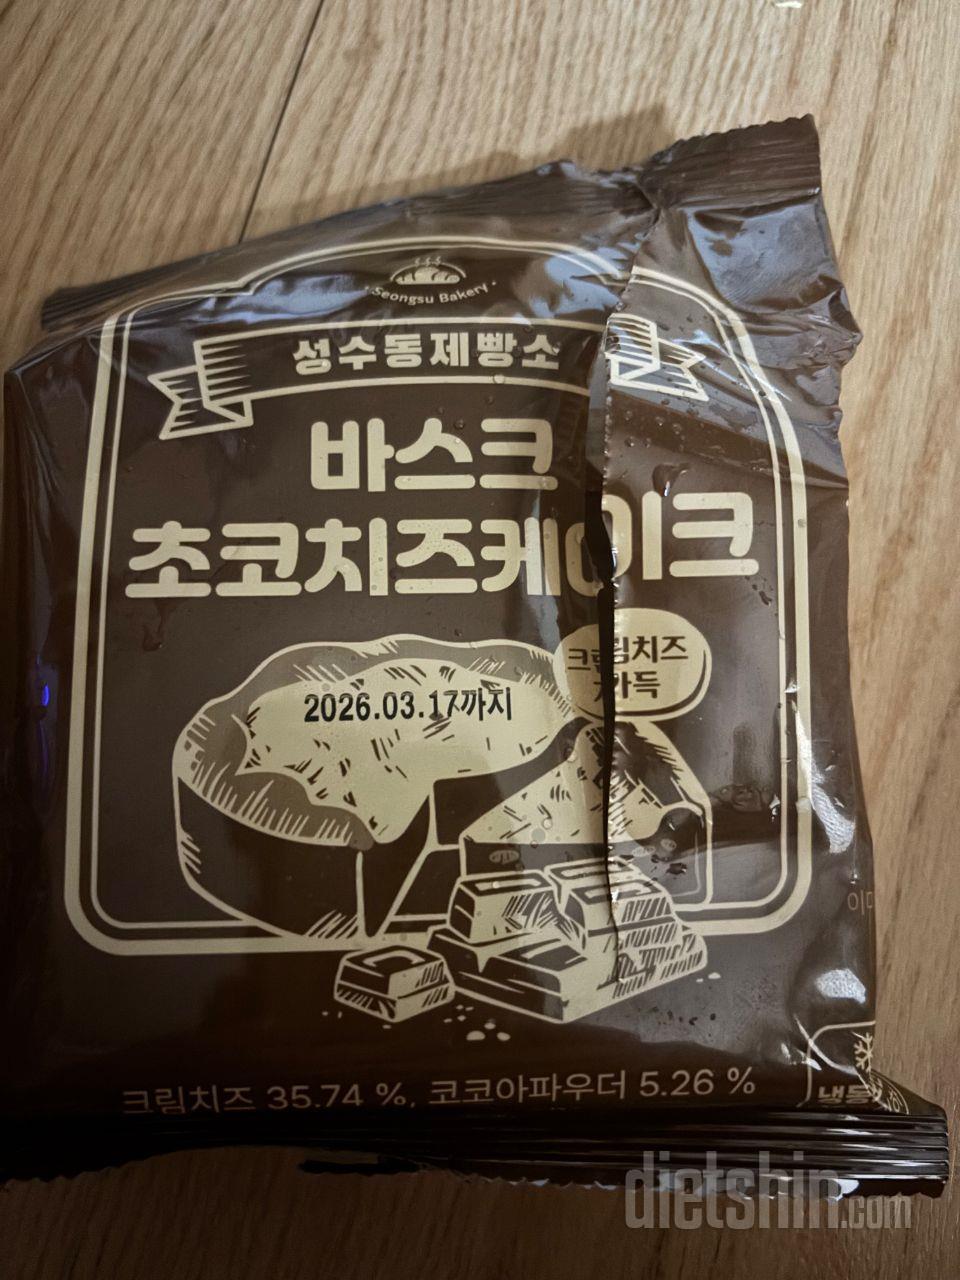 Seongsu Bakery
성수동제빵소
바스크
초코치즈케이크
크림치즈
가득
2026.03.17까지
크림치즈 35.74 %, 코코아파우더 5.26 %
냉동
dietshin.com